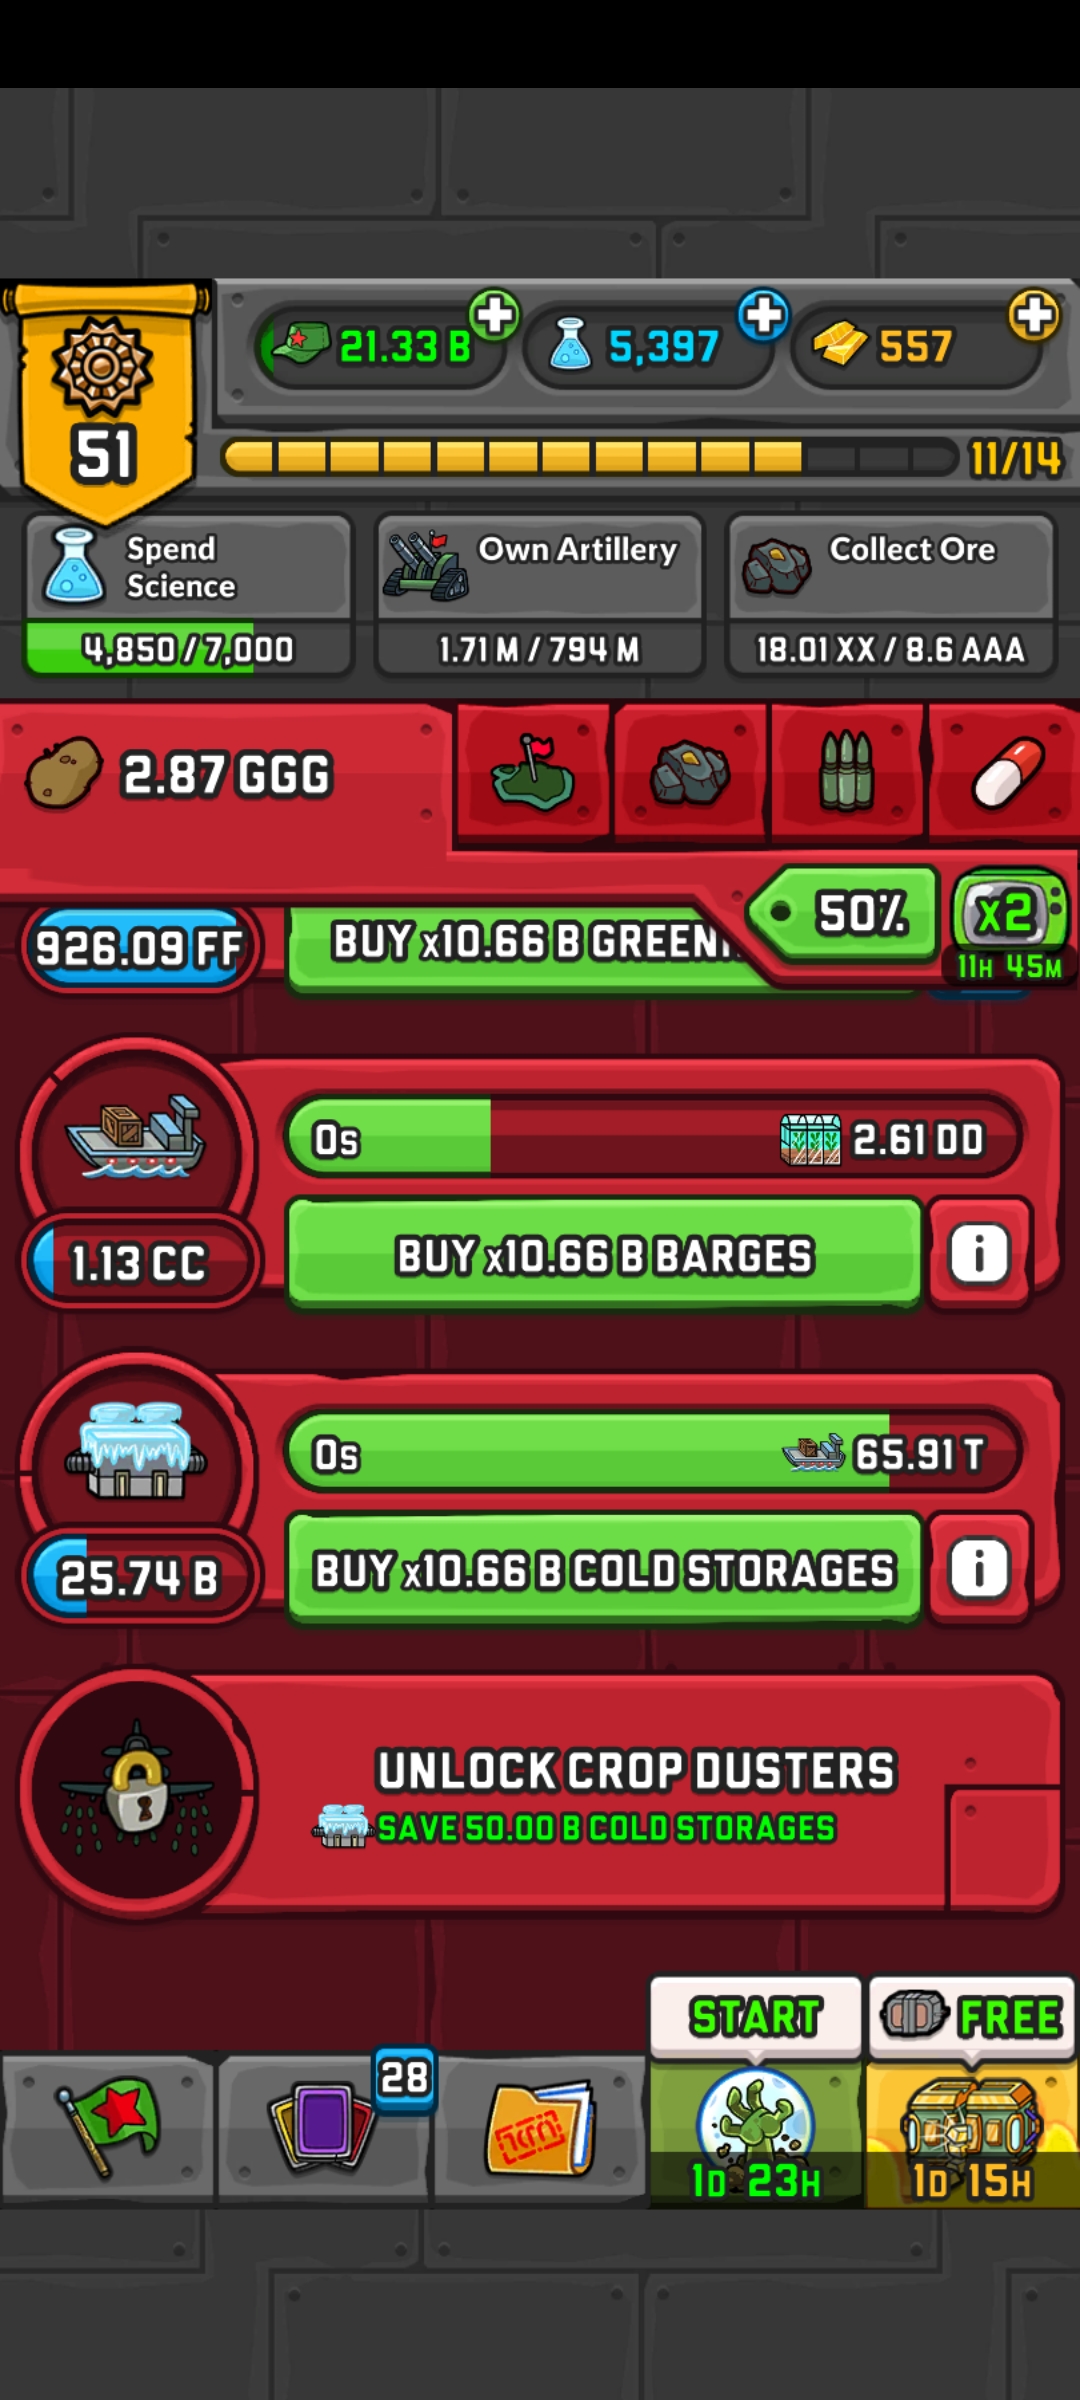 51
21.33 B
5,397
557
11/14
Spend
Science
4,850/7,000
Own Artillery
1.71 M / 794 M
Collect Ore
18.01 XX / 8.6 AAA
2.87 GGG
50%
x2
11H 45M
926.09 FF
BUY x10.66 B
0s
2.61 DD
1.13 CC
BUY x10.66 B BARGES
i
0s
65.91 T
25.74 B
BUY x10.66 B COLD STORAGES
i
UNLOCK CROP DUSTERS
SAVE 50.00 B COLD STORAGES
START
FREE
28
1D 23H
1D 15H